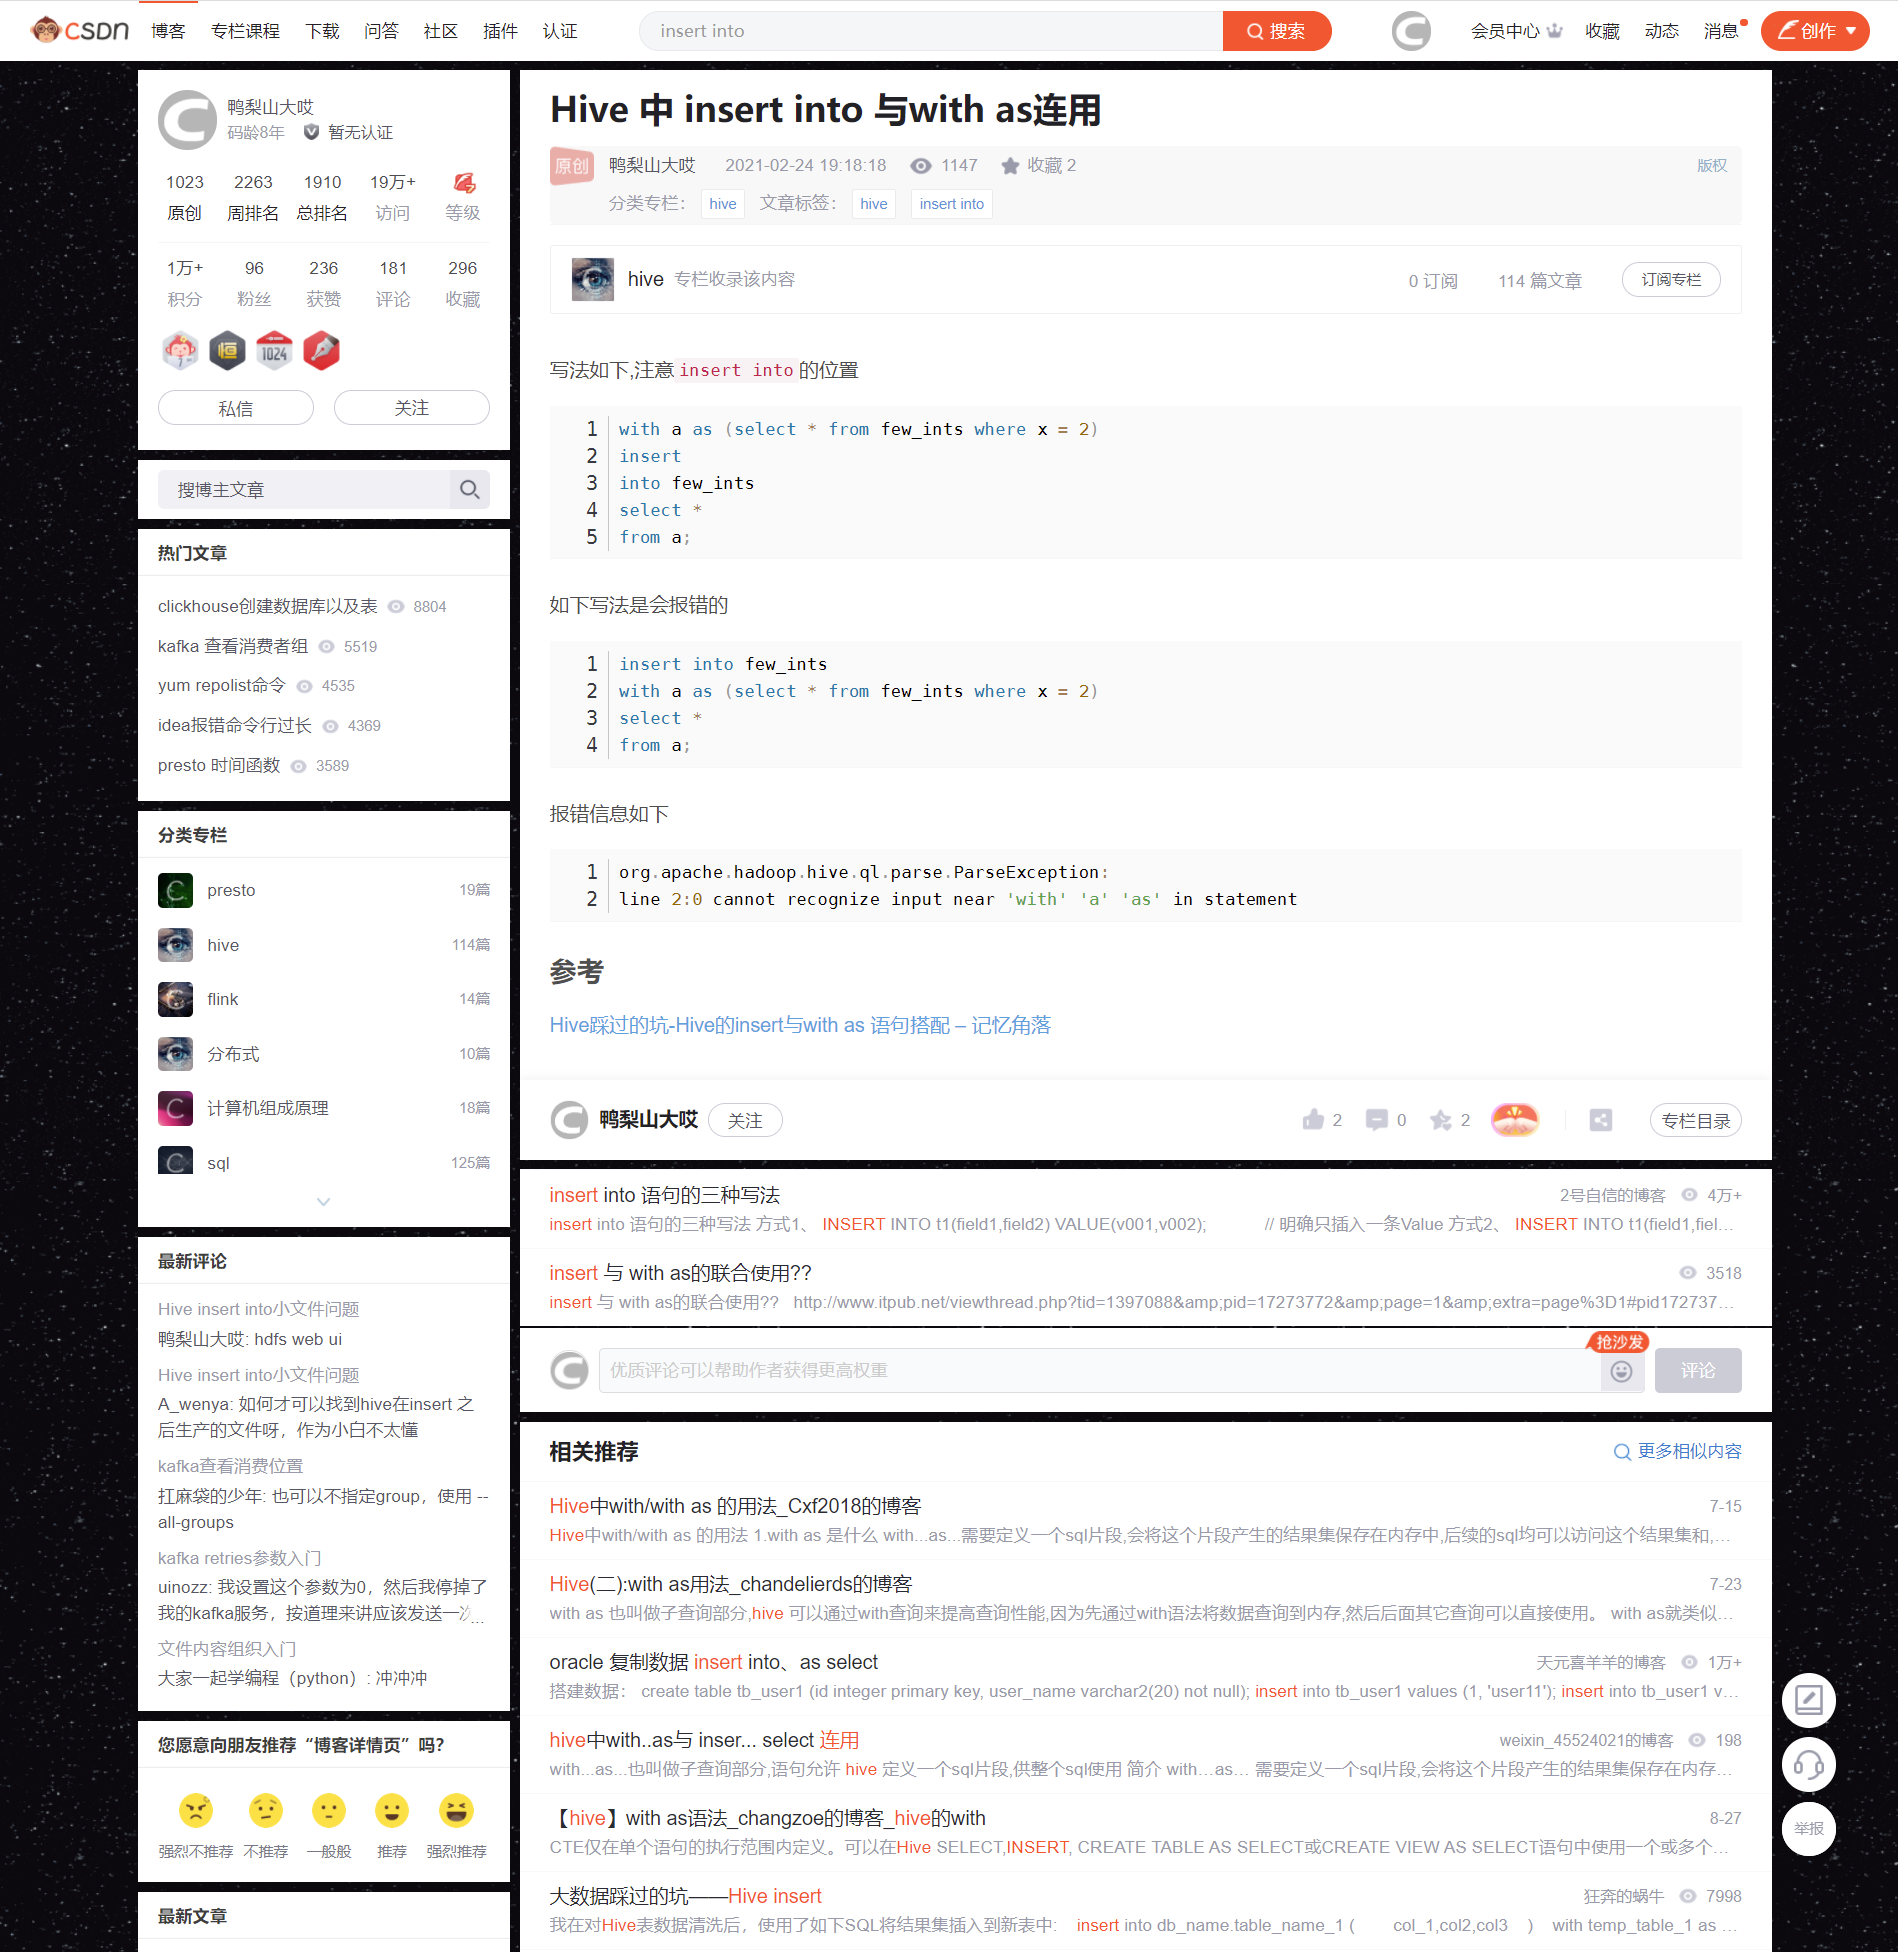 CSDN 博客 专栏课程 下载 问答 社区 插件 认证 insert into 搜索 会员中心 收藏 动态 消息 创作
鸭梨山大哎
码龄8年 暂无认证
1023 2263 1910 19万+
原创 周排名 总排名 访问 等级
1万+ 96 236 181 296
积分 粉丝 获赞 评论 收藏
1024
私信 关注
搜博主文章
热门文章
clickhouse创建数据库以及表 8804
kafka 查看消费者组 5519
yum repolist命令 4535
idea报错命令行过长 4369
presto 时间函数 3589
分类专栏
presto 19篇
hive 114篇
flink 14篇
分布式 10篇
计算机组成原理 18篇
sql 125篇
最新评论
Hive insert into小文件问题
鸭梨山大哎: hdfs web ui
Hive insert into小文件问题
A_wenya: 如何才可以找到hive在insert 之
后生产的文件呀，作为小白不太懂
kafka查看消费位置
扛麻袋的少年: 也可以不指定group，使用 --
all-groups
kafka retries参数入门
uinozz: 我设置这个参数为0，然后我停掉了
我的kafka服务，按道理来讲应该发送一次...
文件内容组织入门
大家一起学编程（python）: 冲冲冲
您愿意向朋友推荐“博客详情页”吗？
强烈不推荐 不推荐 一般般 推荐 强烈推荐
最新文章
Hive 中 insert into 与with as连用
原创 鸭梨山大哎 2021-02-24 19:18:18 1147 收藏 2 版权
分类专栏： hive 文章标签： hive insert into
hive 专栏收录该内容 0 订阅 114 篇文章 订阅专栏
写法如下,注意 insert into 的位置
1 with a as (select * from few_ints where x = 2)
2 insert
3 into few_ints
4 select *
5 from a;
如下写法是会报错的
1 insert into few_ints
2 with a as (select * from few_ints where x = 2)
3 select *
4 from a;
报错信息如下
1 org.apache.hadoop.hive.ql.parse.ParseException:
2 line 2:0 cannot recognize input near 'with' 'a' 'as' in statement
参考
Hive踩过的坑-Hive的insert与with as 语句搭配 – 记忆角落
鸭梨山大哎 关注 2 0 2 专栏目录
insert into 语句的三种写法 2号自信的博客 4万+
insert into 语句的三种写法 方式1、 INSERT INTO t1(field1,field2) VALUE(v001,v002); // 明确只插入一条Value 方式2、 INSERT INTO t1(field1,fiel...
insert 与 with as的联合使用?? 3518
insert 与 with as的联合使用?? http://www.itpub.net/viewthread.php?tid=1397088&amp;pid=17273772&amp;page=1&amp;extra=page%3D1#pid172737...
抢沙发
优质评论可以帮助作者获得更高权重 评论
相关推荐 更多相似内容
Hive中with/with as 的用法_Cxf2018的博客 7-15
Hive中with/with as 的用法 1.with as 是什么 with...as...需要定义一个sql片段,会将这个片段产生的结果集保存在内存中,后续的sql均可以访问这个结果集和,...
Hive(二):with as用法_chandelierds的博客 7-23
with as 也叫做子查询部分,hive 可以通过with查询来提高查询性能,因为先通过with语法将数据查询到内存,然后后面其它查询可以直接使用。 with as就类似...
oracle 复制数据 insert into、as select 天元喜羊羊的博客 1万+
搭建数据： create table tb_user1 (id integer primary key, user_name varchar2(20) not null); insert into tb_user1 values (1, 'user11'); insert into tb_user1 v...
hive中with..as与 inser... select 连用 weixin_45524021的博客 198
with...as...也叫做子查询部分,语句允许 hive 定义一个sql片段,供整个sql使用 简介 with...as... 需要定义一个sql片段,会将这个片段产生的结果集保存在内存...
【hive】with as语法_changzoe的博客_hive的with 8-27
CTE仅在单个语句的执行范围内定义。可以在Hive SELECT,INSERT, CREATE TABLE AS SELECT或CREATE VIEW AS SELECT语句中使用一个或多个...
大数据踩过的坑——Hive insert 狂奔的蜗牛 7998
我在对Hive表数据清洗后，使用了如下SQL将结果集插入到新表中: insert into db_name.table_name_1 ( col_1,col2,col3 ) with temp_table_1 as ...
举报